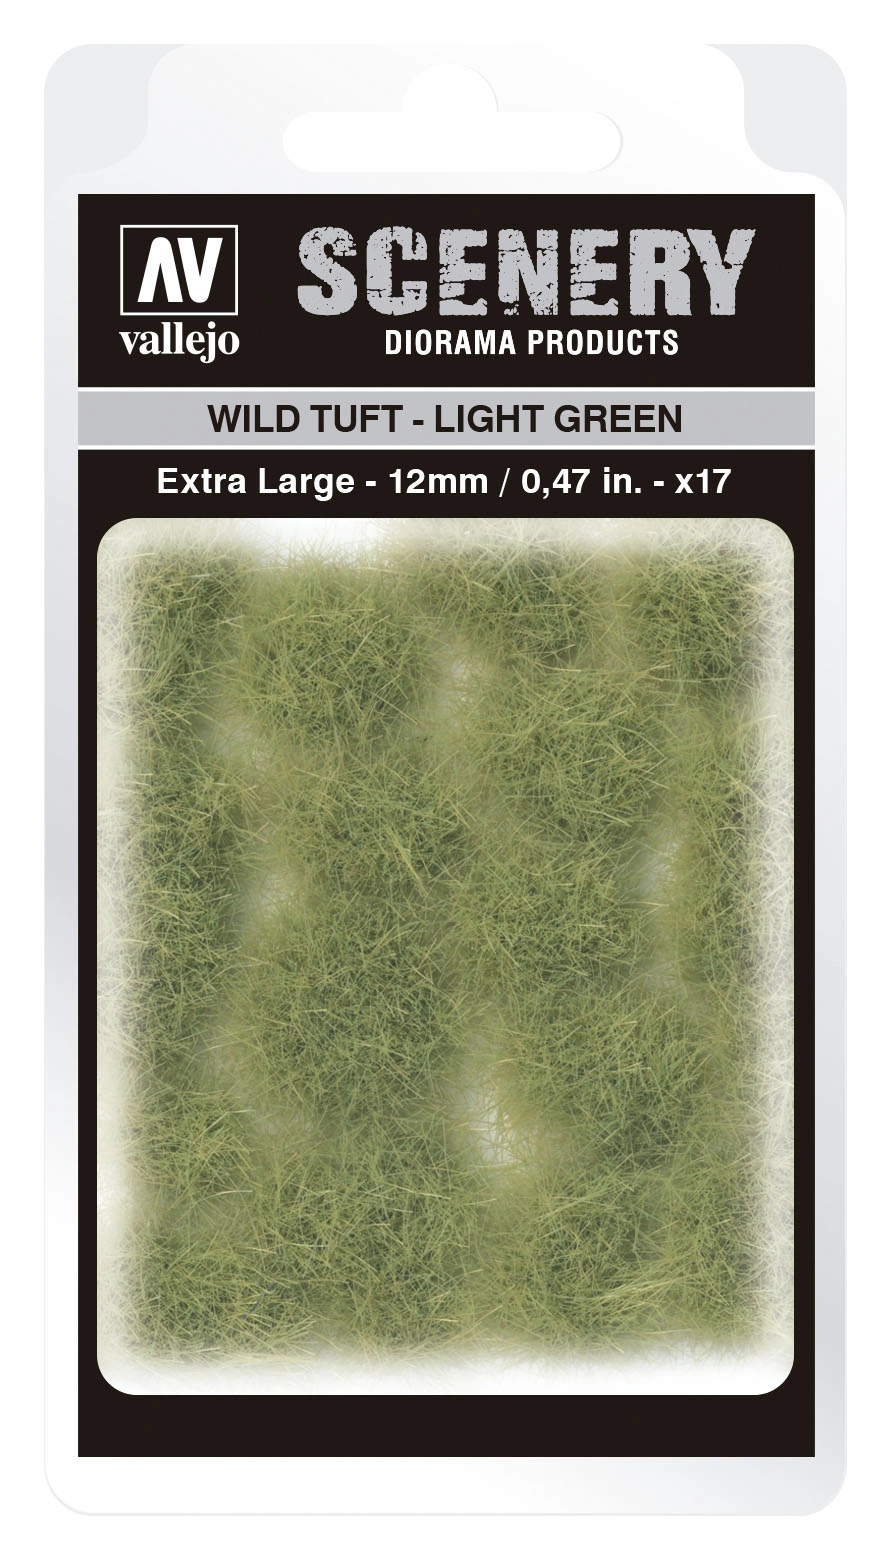 AV
vallejo
SCENERY
DIORAMA PRODUCTS
WILD TUFT - LIGHT GREEN
Extra Large - 12mm / 0,47 in. - x17